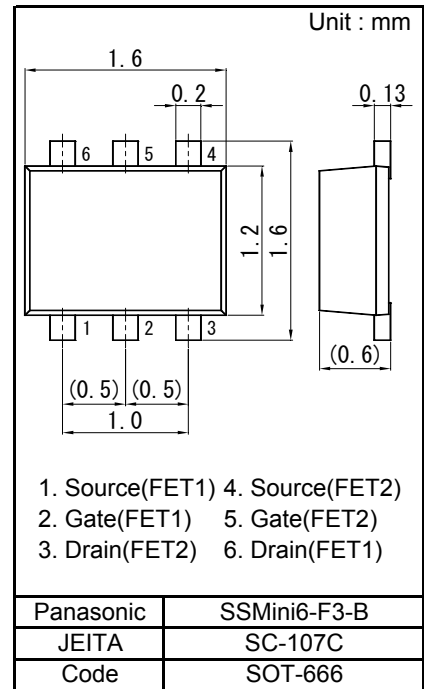 Unit : mm
1.6
0.2
0.13
6 5 4
1.2
1.6
1 2 3
(0.6)
(0.5) (0.5)
1.0
1. Source(FET1) 4. Source(FET2)
2. Gate(FET1) 5. Gate(FET2)
3. Drain(FET2) 6. Drain(FET1)
Panasonic SSMini6-F3-B
JEITA SC-107C
Code SOT-666